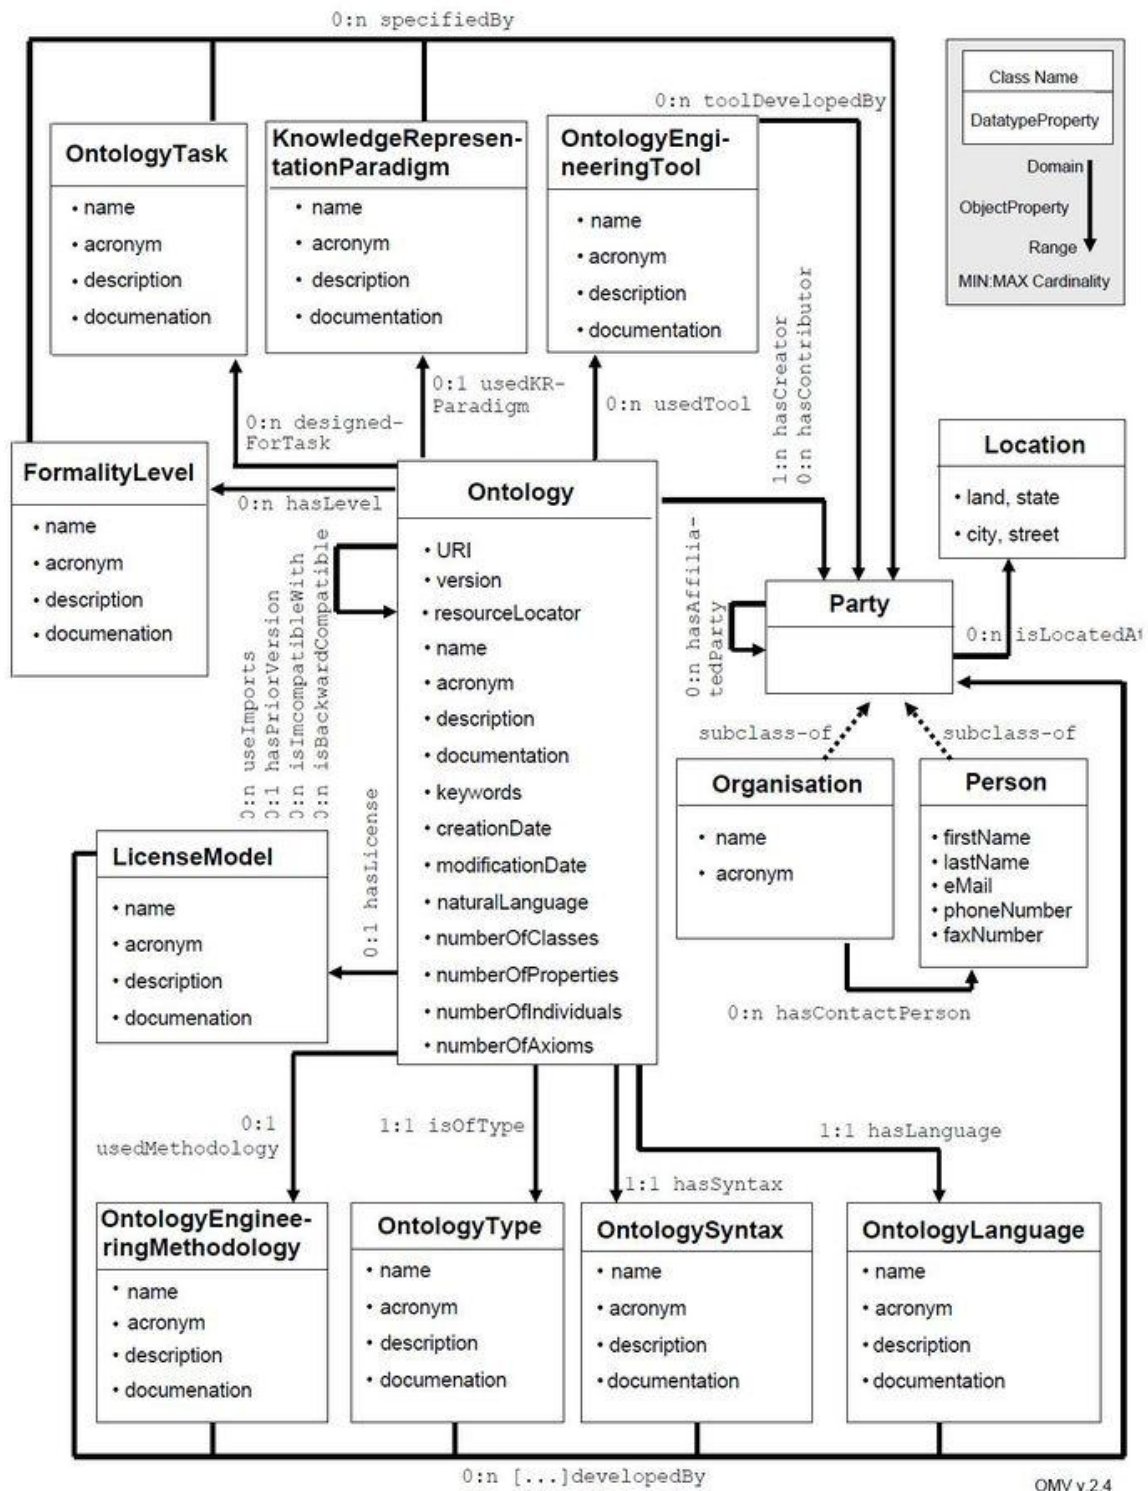 0:n specifiedBy
Class Name
DatatypeProperty
Domain
ObjectProperty
Range
MIN:MAX Cardinality
0:n toolDevelopedBy
OntologyTask
• name
• acronym
• description
• documenation
KnowledgeRepresen-
tationParadigm
• name
• acronym
• description
• documentation
OntologyEngi-
neeringTool
• name
• acronym
• description
• documentation
1:n hasCreator
0:n hasContributor
0:n designed-
ForTask
0:1 usedKR-
Paradigm
0:n usedTool
Location
• land, state
• city, street
FormalityLevel
• name
• acronym
• description
• documenation
0:n hasLevel
Ontology
• URI
• version
• resourceLocator
• name
• acronym
• description
• documentation
• keywords
• creationDate
• modificationDate
• naturalLanguage
• numberOfClasses
• numberOfProperties
• numberOfIndividuals
• numberOfAxioms
0:n useImports
0:1 hasPriorVersion
0:n isImcompatibleWith
0:n isBackwardCompatible
0:n hasAffilia-
tedParty
Party
0:n isLocatedAt
subclass-of
subclass-of
Organisation
• name
• acronym
Person
• firstName
• lastName
• eMail
• phoneNumber
• faxNumber
0:n hasContactPerson
LicenseModel
• name
• acronym
• description
• documenation
0:1 hasLicense
0:1
usedMethodology
1:1 isOfType
1:1 hasSyntax
1:1 hasLanguage
OntologyEnginee-
ringMethodology
• name
• acronym
• description
• documenation
OntologyType
• name
• acronym
• description
• documenation
OntologySyntax
• name
• acronym
• description
• documentation
OntologyLanguage
• name
• acronym
• description
• documentation
0:n [...]developedBy
OMV v.2.4